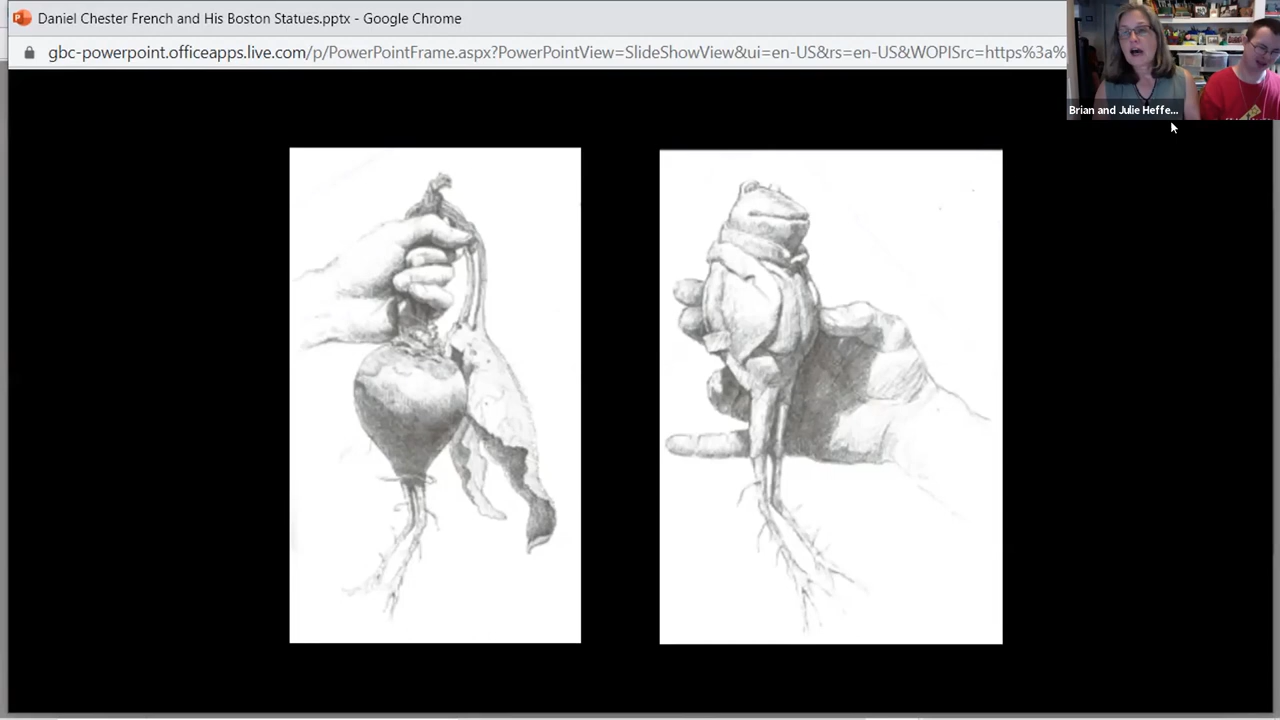 Daniel Chester French and His Boston Statues.pptx - Google Chrome
gbc-powerpoint.officeapps.live.com/p/PowerPointFrame.aspx?PowerPointView=SlideShowView&ui=en-US&rs=en-US&WOPISrc=https%3a%
Brian and Julie Heffe...